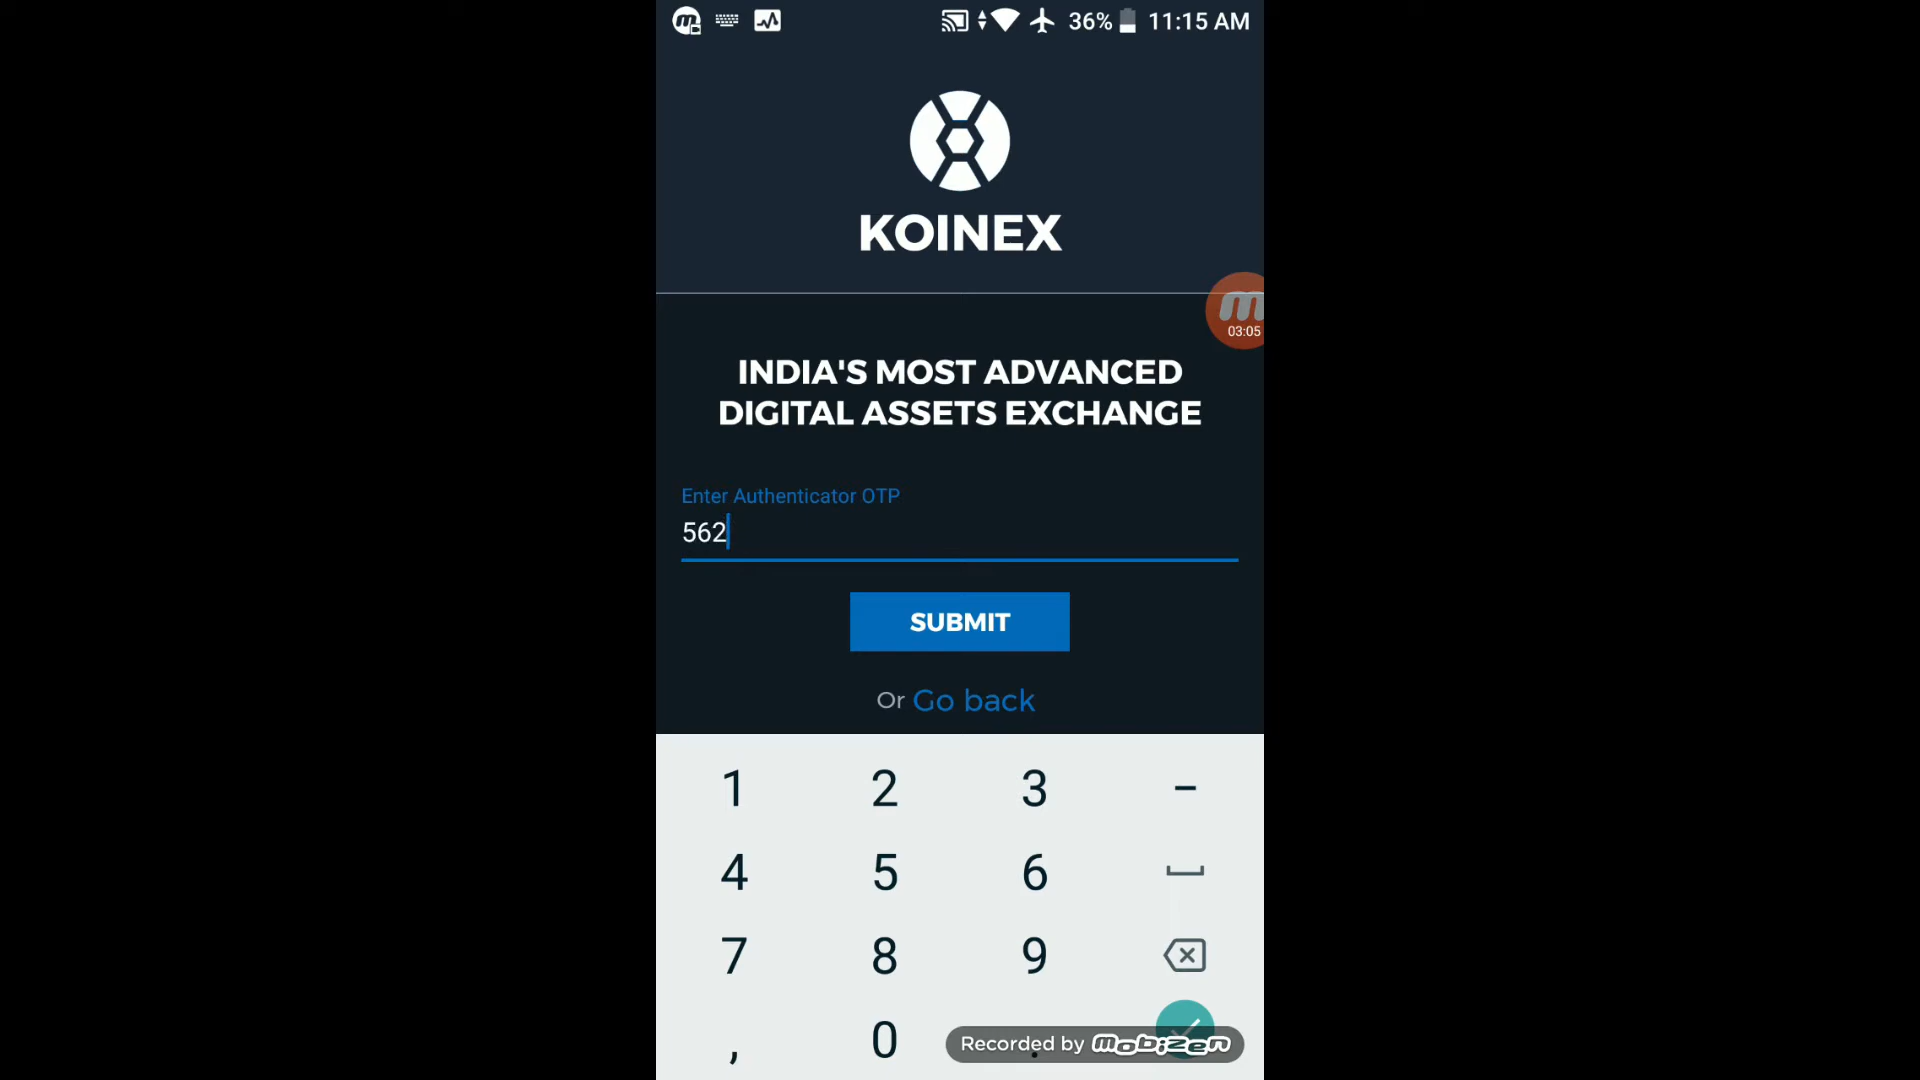 36% 11:15 AM
KOINEX
03:05
INDIA'S MOST ADVANCED
DIGITAL ASSETS EXCHANGE
Enter Authenticator OTP
562
SUBMIT
Or Go back
1 2 3 -
4 5 6
7 8 9
, 0 .
Recorded by Mobizen